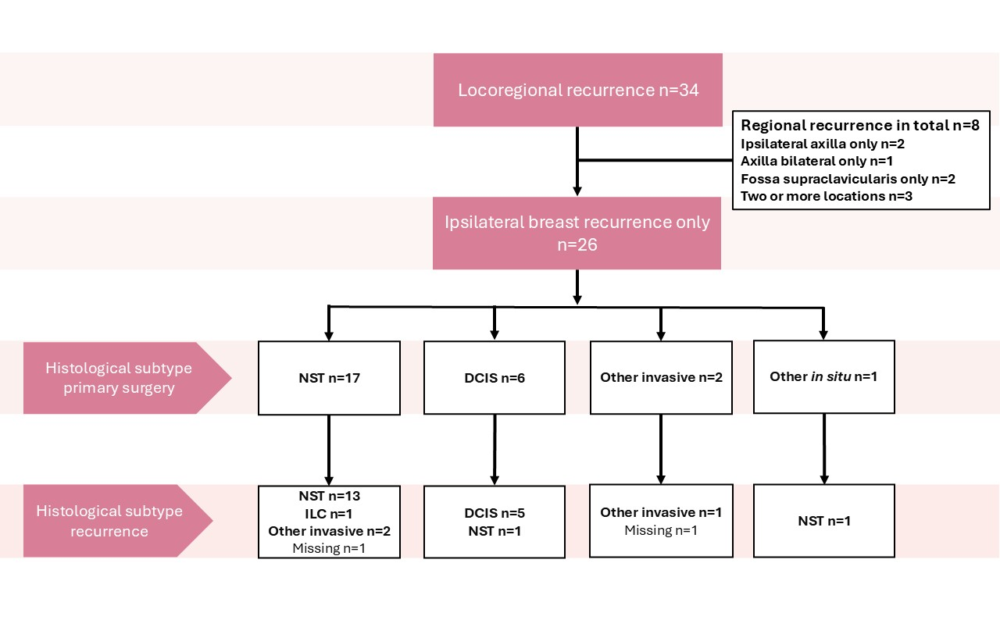 Locoregional recurrence n=34
Regional recurrence in total n=8
Ipsilateral axilla only n=2
Axilla bilateral only n=1
Fossa supraclavicularis only n=2
Two or more locations n=3
Ipsilateral breast recurrence only
n=26
Histological subtype
primary surgery
NST n=17
DCIS n=6
Other invasive n=2
Other in situ n=1
Histological subtype
recurrence
NST n=13
ILC n=1
Other invasive n=2
Missing n=1
DCIS n=5
NST n=1
Other invasive n=1
Missing n=1
NST n=1